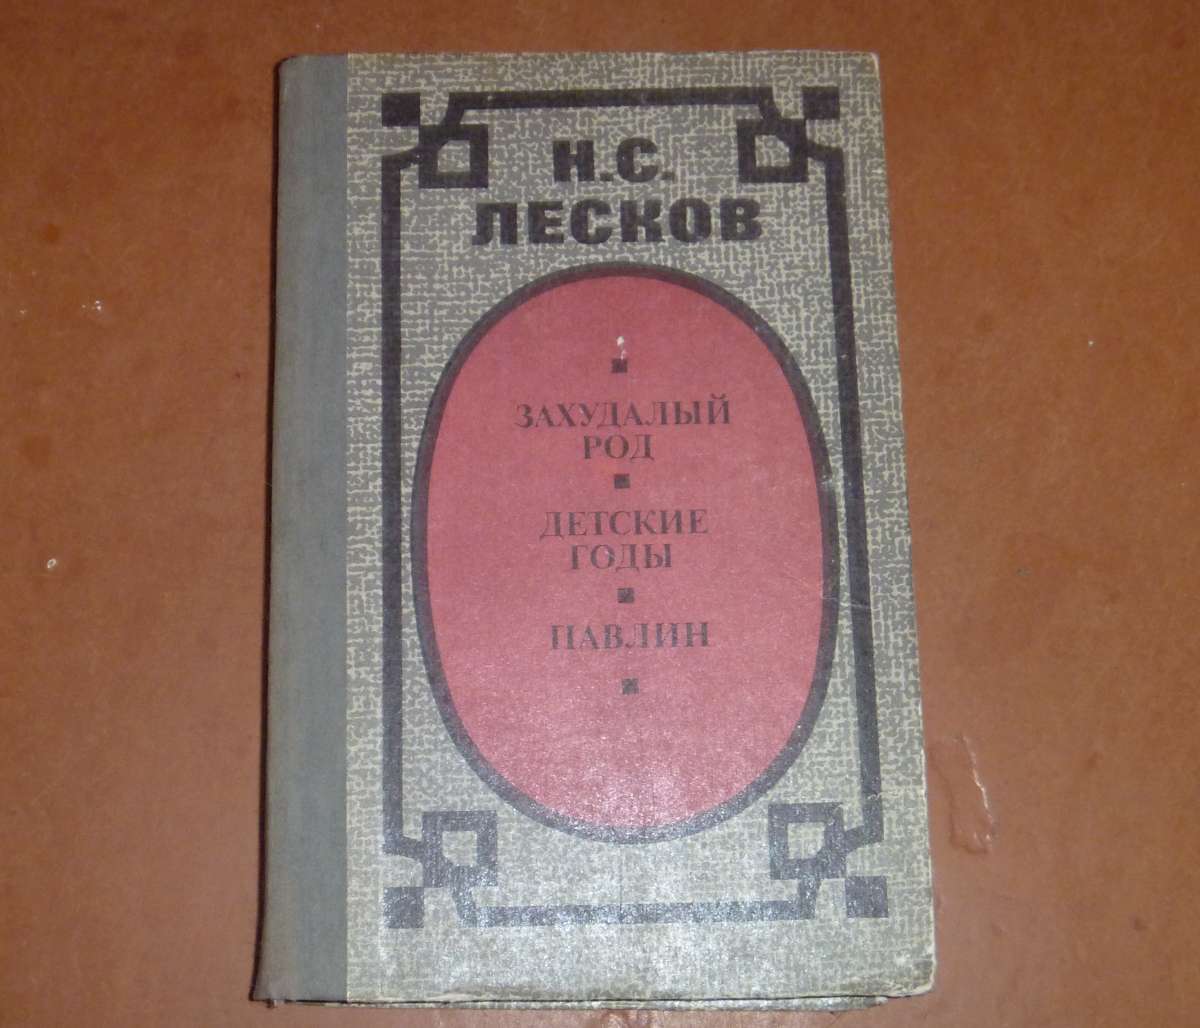 Н.С.
ЛЕСКОВ
ЗАХУДАЛЫЙ
РОД
ДЕТСКИЕ
ГОДЫ
ПАВЛИН